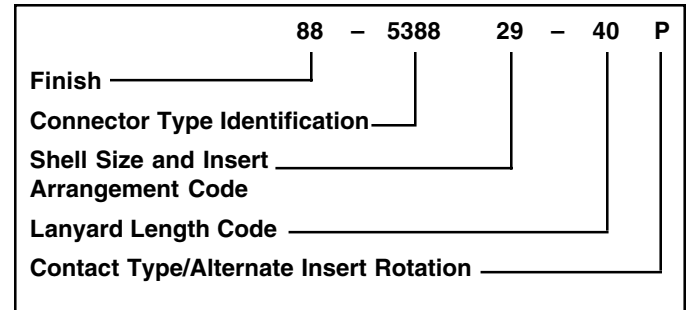 88 – 5388 29 – 40 P
Finish
Connector Type Identification
Shell Size and Insert
Arrangement Code
Lanyard Length Code
Contact Type/Alternate Insert Rotation